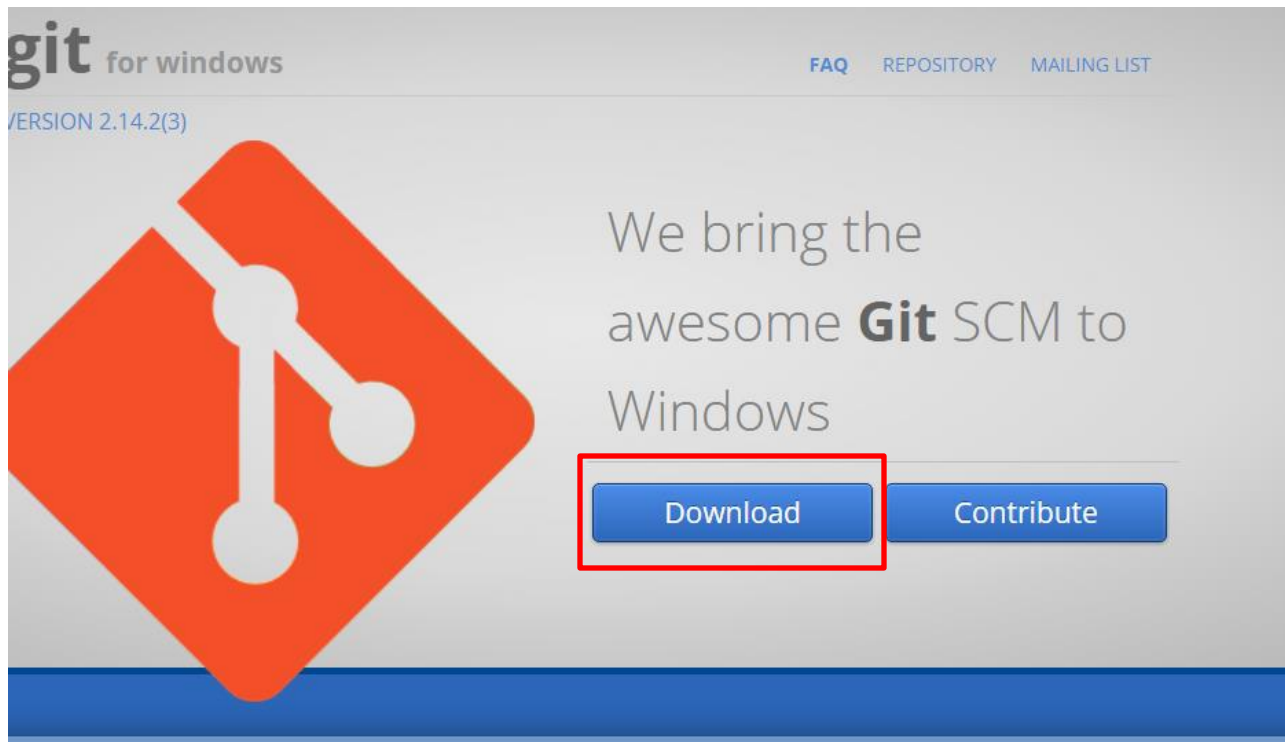 git for windows
FAQ REPOSITORY MAILING LIST
VERSION 2.14.2(3)
We bring the
awesome Git SCM to
Windows
Download Contribute